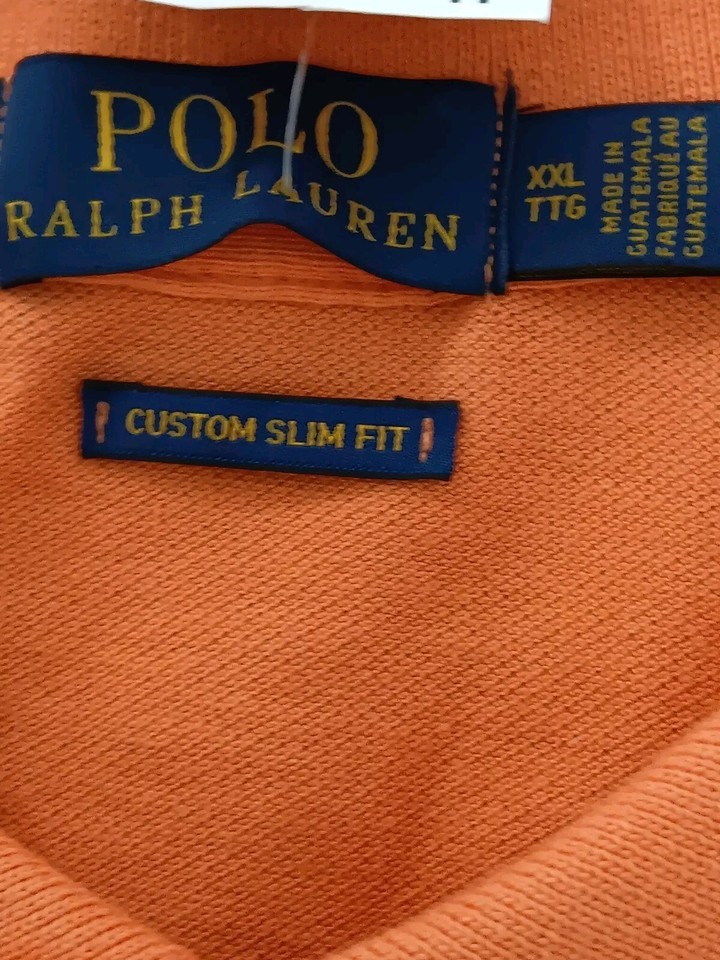 POLO
RALPH LAUREN
XXL
TTG
MADE IN
GUATEMALA
FABRIQUÉ AU
GUATEMALA
CUSTOM SLIM FIT